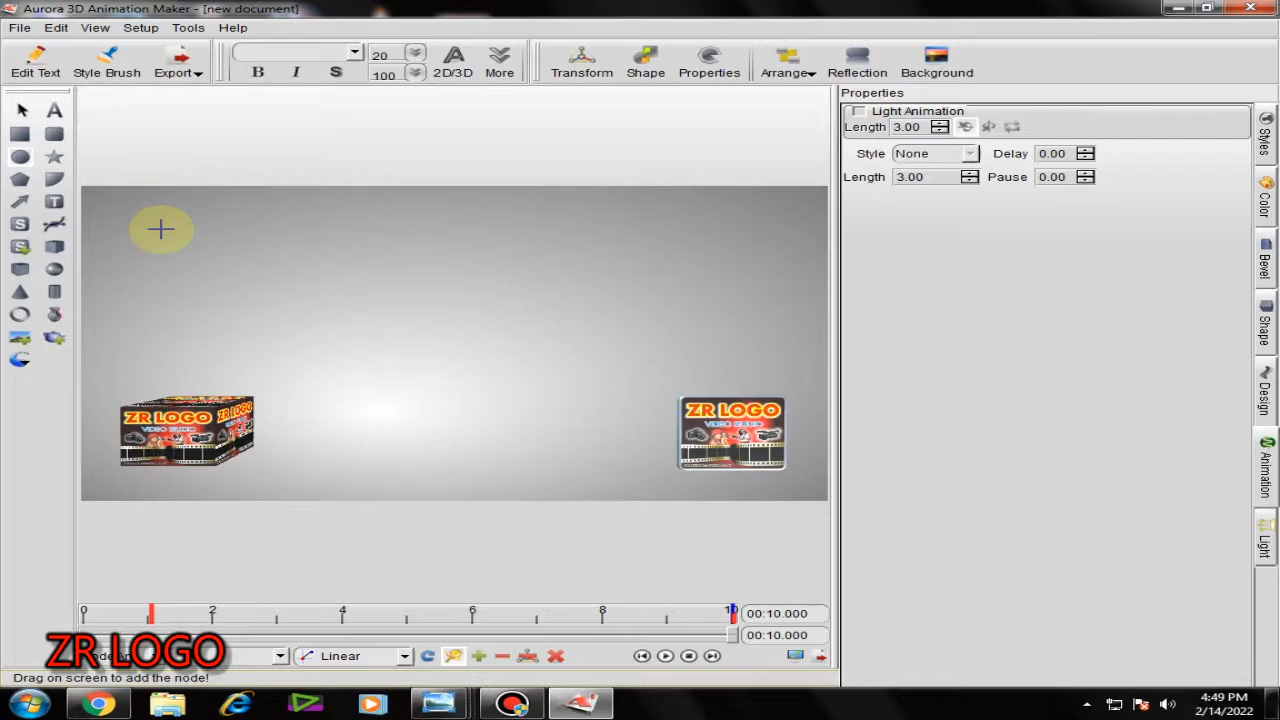 Aurora 3D Animation Maker - [new document]
File Edit View Setup Tools Help
20
100
B I S
Edit Text Style Brush Export 2D/3D More Transform Shape Properties Arrange Reflection Background
Properties
Light Animation
Length 3.00
Style None Delay 0.00
Length 3.00 Pause 0.00
Styles
Color
Bevel
Shape
Design
Animation
Light
ZR LOGO
ZR LOGO
ZR LOGO
0 2 4 6 8 10 00:10.000
00:10.000
ZR LOGO
Linear
Drag on screen to add the node!
4:49 PM
2/14/2022